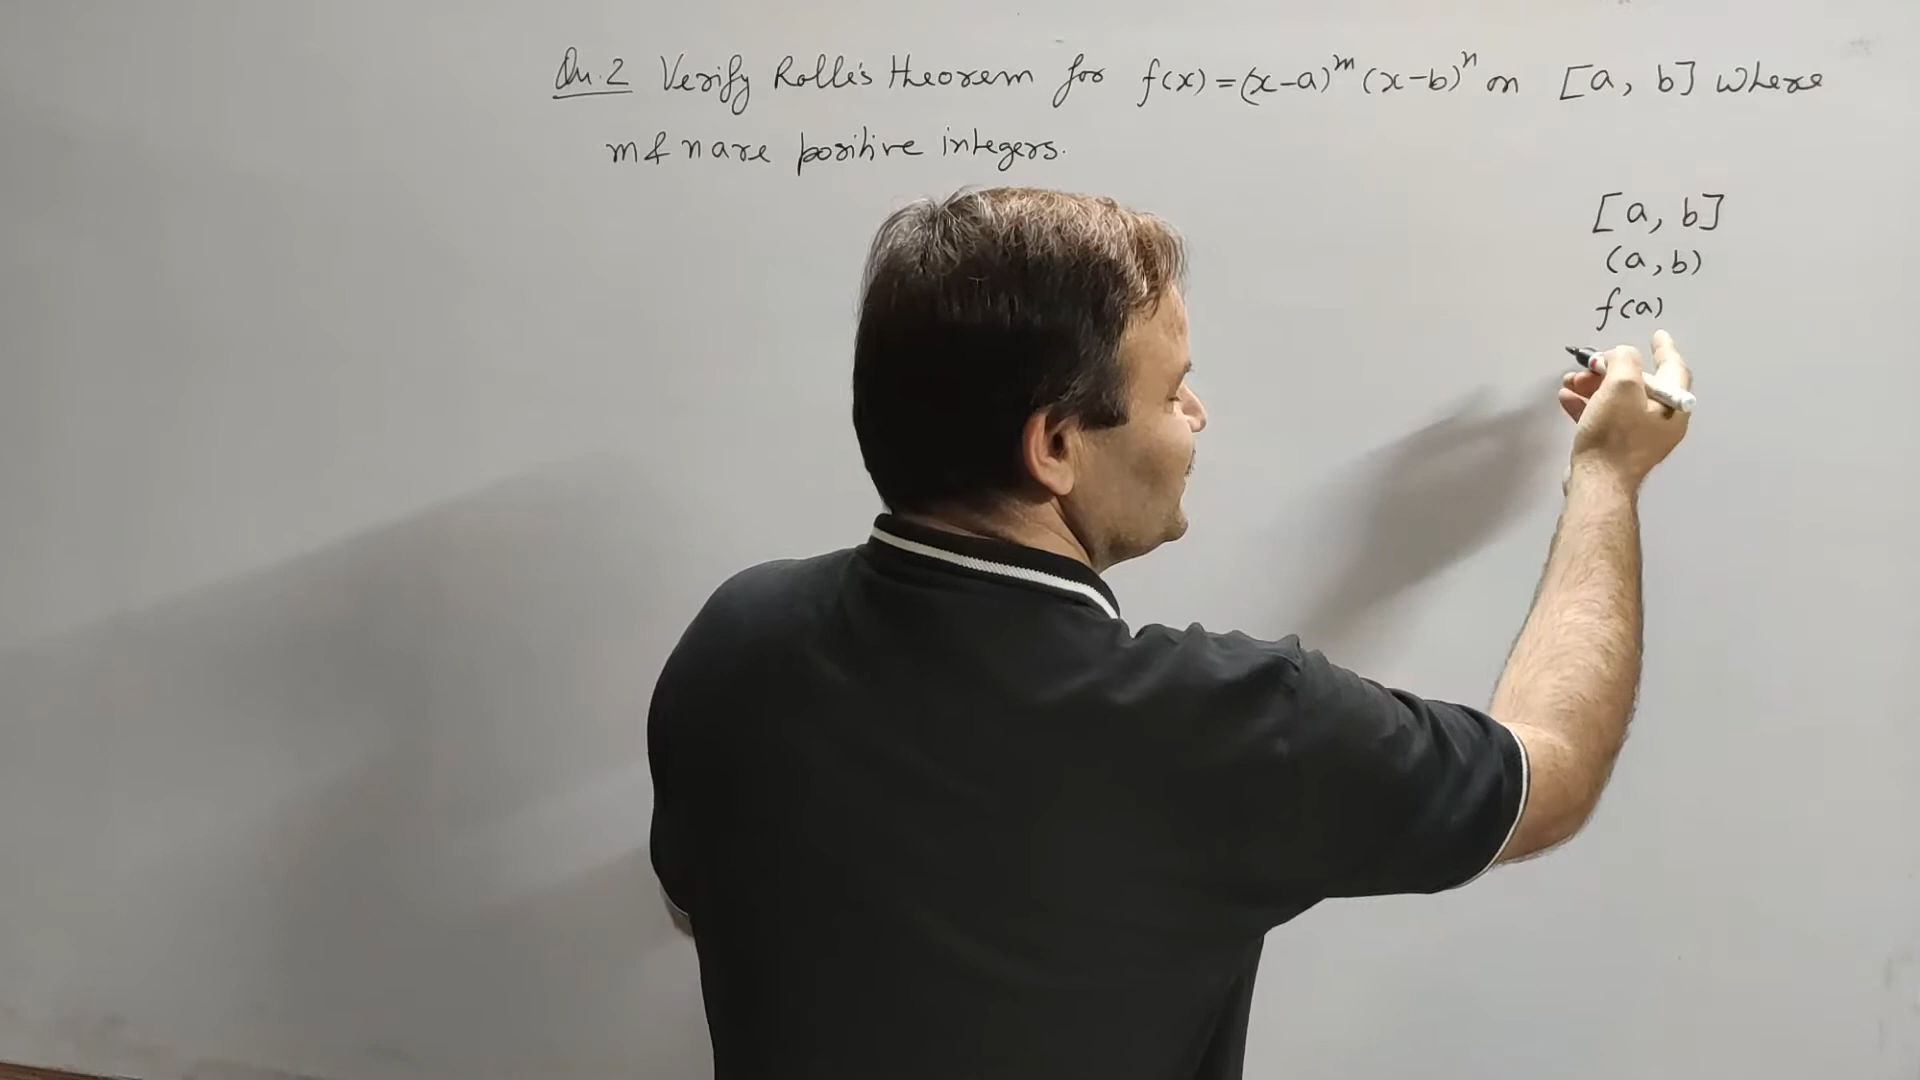 Qu.2 Verify Rolle's theorem for f(x)=(x-a)^m (x-b)^n on [a, b] where
m & n are positive integers.
[a, b]
(a, b)
f(a)